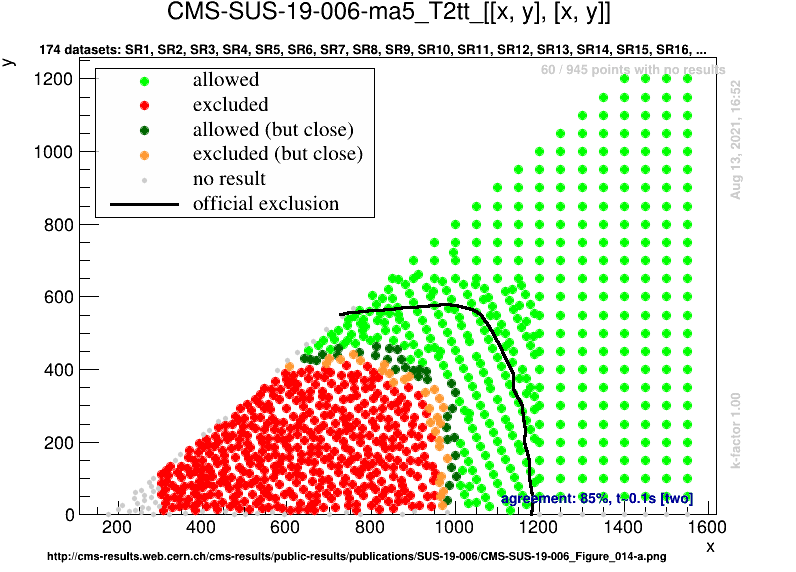 CMS-SUS-19-006-ma5_T2tt_[[x, y], [x, y]]
174 datasets: SR1, SR2, SR3, SR4, SR5, SR6, SR7, SR8, SR9, SR10, SR11, SR12, SR13, SR14, SR15, SR16, ...
y
60 / 945 points with no results
allowed
excluded
allowed (but close)
excluded (but close)
no result
official exclusion
1200
1000
800
600
400
200
0
Aug 13, 2021, 16:52
k-factor 1.00
agreement: 85%, t~0.1s [two]
200 400 600 800 1000 1200 1400 1600
x
http://cms-results.web.cern.ch/cms-results/public-results/publications/SUS-19-006/CMS-SUS-19-006_Figure_014-a.png